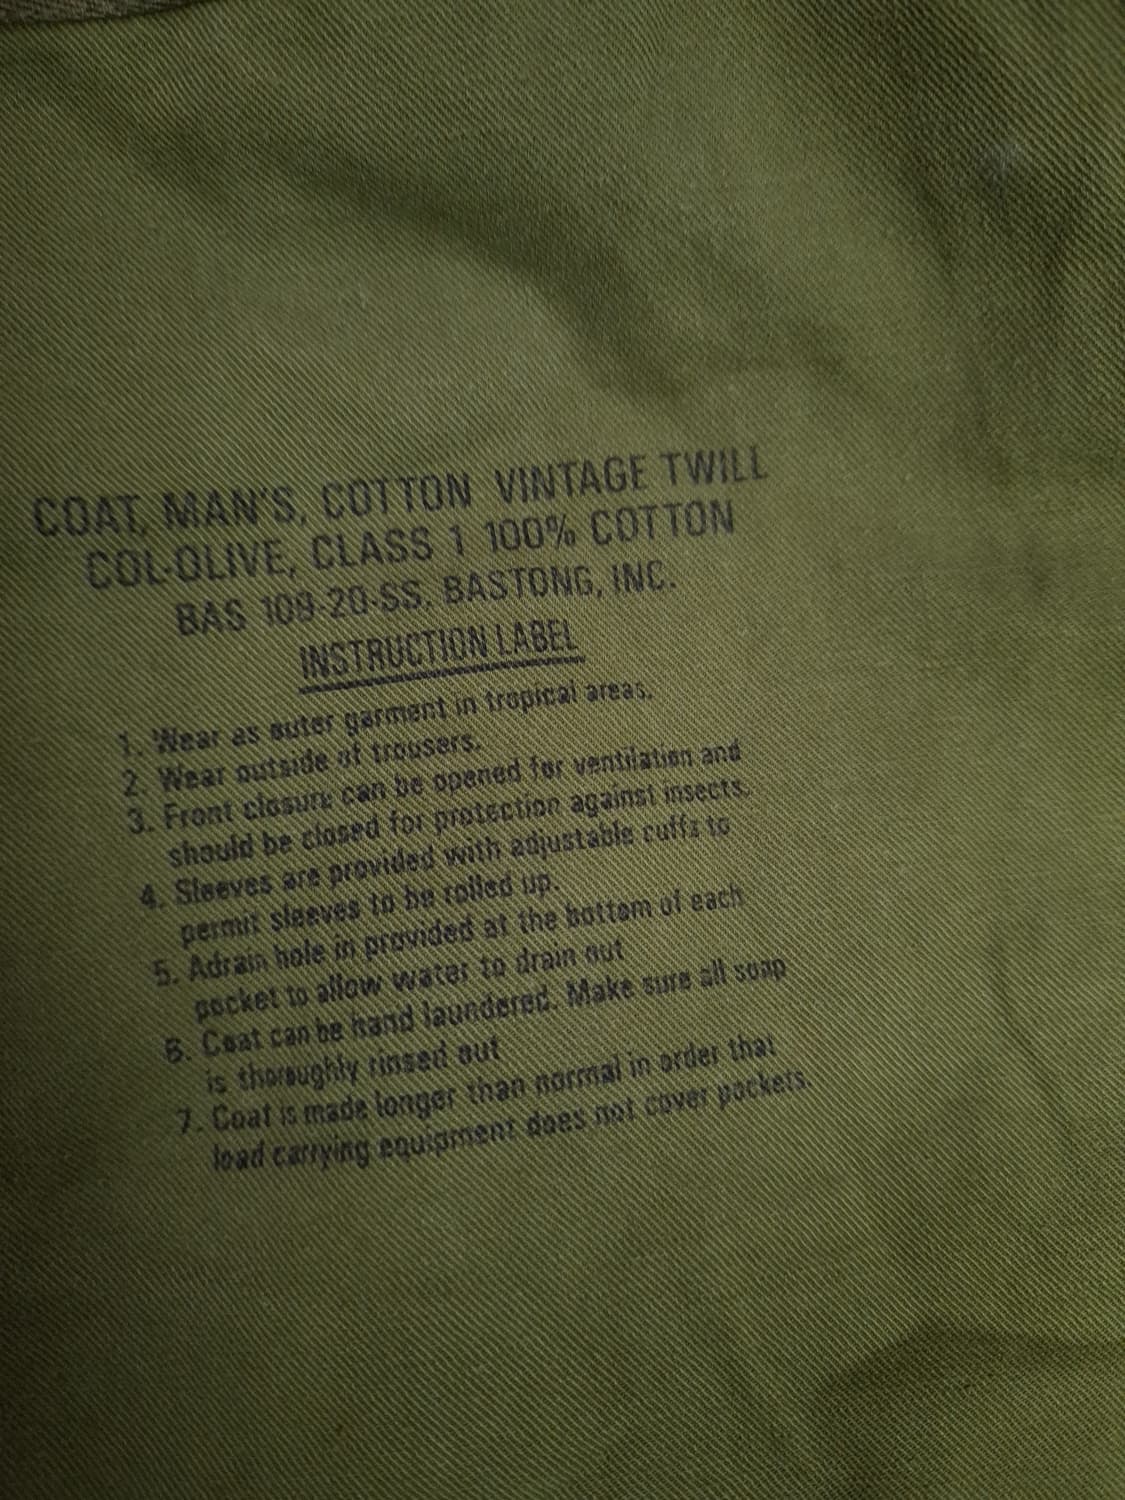 COAT, MAN'S, COTTON VINTAGE TWILL
COL-OLIVE, CLASS 1 100% COTTON
BAS 109-20-SS, BASTONG, INC.
INSTRUCTION LABEL
1. Wear as outer garment in tropical areas.
2. Wear outside of trousers.
3. Front closure can be opened for ventilation and
should be closed for protection against insects.
4. Sleeves are provided with adjustable cuffs to
permit sleeves to be rolled up.
5. Adrain hole in provided at the bottom of each
pocket to allow water to drain out
6. Coat can be hand laundered. Make sure all soap
is thoroughly rinsed out
7. Coat is made longer than normal in order that
load carrying equipment does not cover pockets.